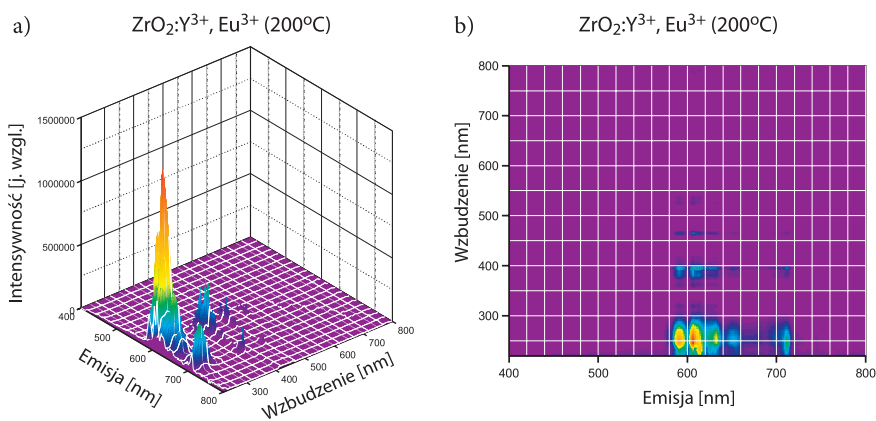 a)
ZrO₂:Y³⁺, Eu³⁺ (200°C)
Intensywność [j. wzgl.]
1500000
1000000
500000
0
400
500
600
700
800
Emisja [nm]
300
400
500
600
700
800
Wzbudzenie [nm]
b)
ZrO₂:Y³⁺, Eu³⁺ (200°C)
Wzbudzenie [nm]
800
700
600
500
400
300
400
500
600
700
800
Emisja [nm]